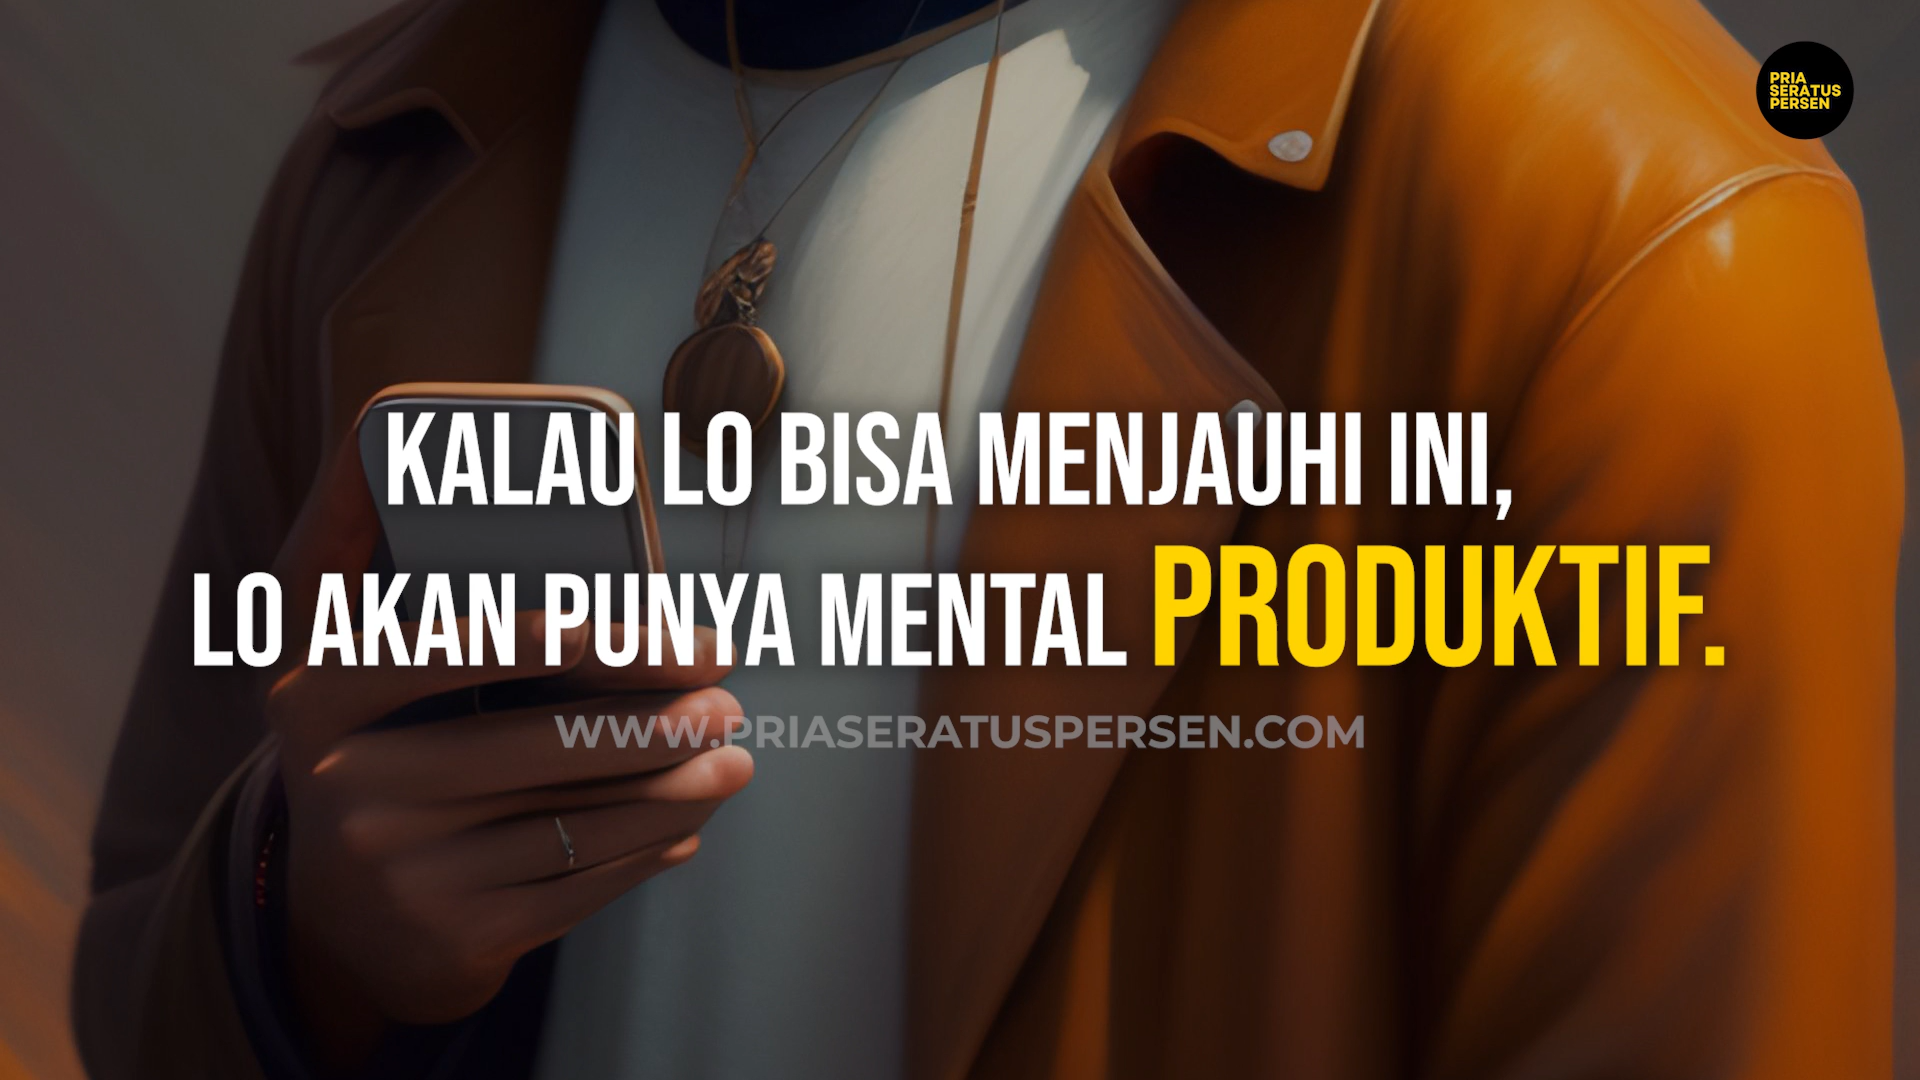 PRIA
SERATUS
PERSEN
KALAU LO BISA MENJAUHI INI,
LO AKAN PUNYA MENTAL PRODUKTIF.
WWW.PRIASERATUSPERSEN.COM